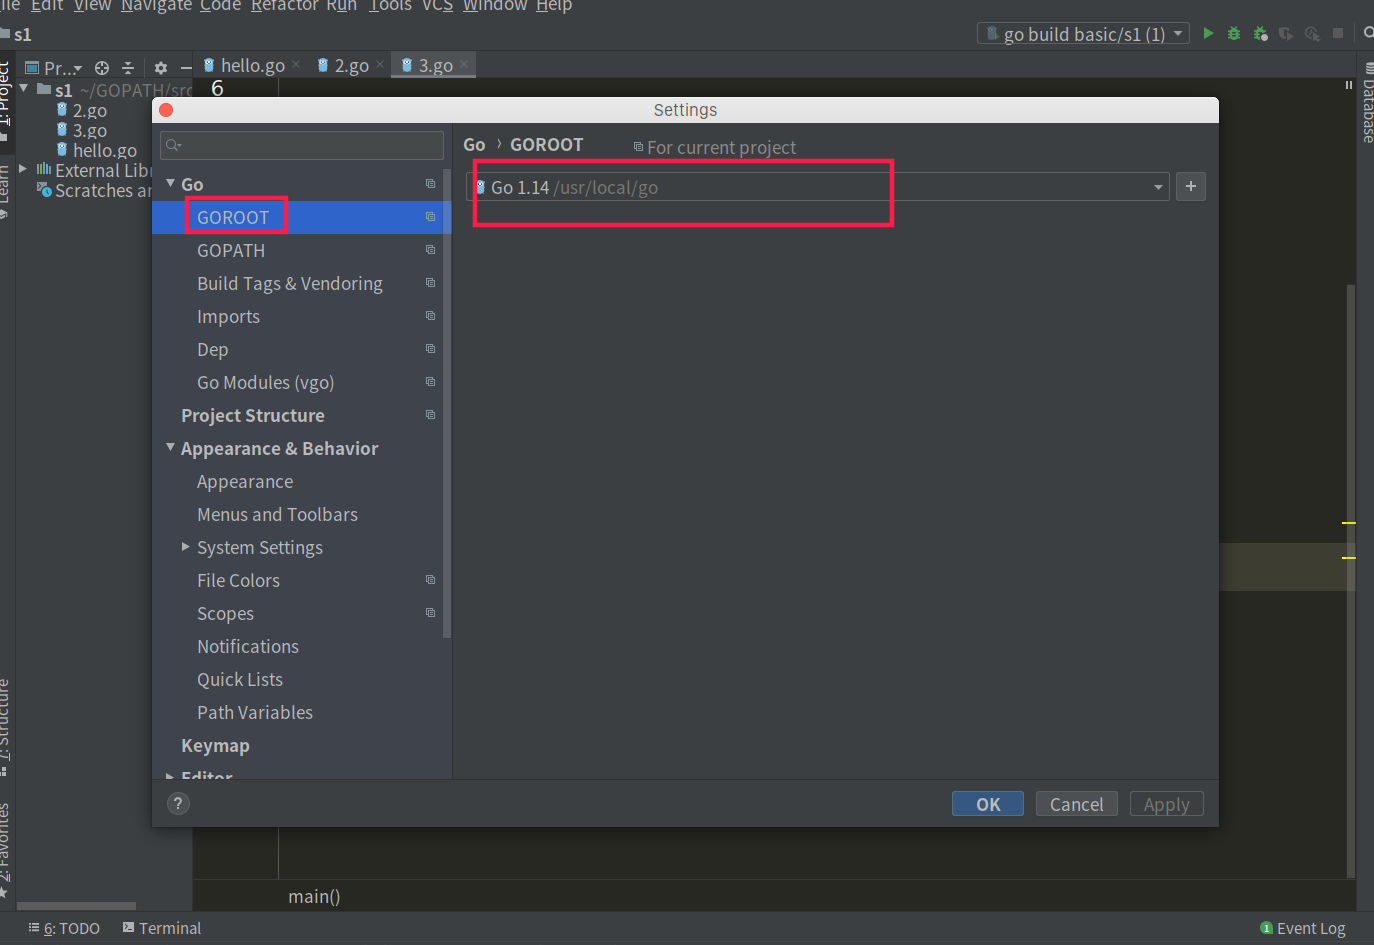 File Edit View Navigate Code Refactor Run Tools VCS Window Help
s1
go build basic/s1 (1)
1: Project
Pr...
hello.go
2.go
3.go
6
s1 ~/GOPATH/src
2.go
3.go
hello.go
External Libr
Scratches an
Learn
Database
Settings
Go
GOROOT
GOPATH
Build Tags & Vendoring
Imports
Dep
Go Modules (vgo)
Project Structure
Appearance & Behavior
Appearance
Menus and Toolbars
System Settings
File Colors
Scopes
Notifications
Quick Lists
Path Variables
Keymap
Editor
Go › GOROOT
For current project
Go 1.14 /usr/local/go
+
?
OK
Cancel
Apply
7: Structure
2: Favorites
main()
6: TODO
Terminal
1 Event Log